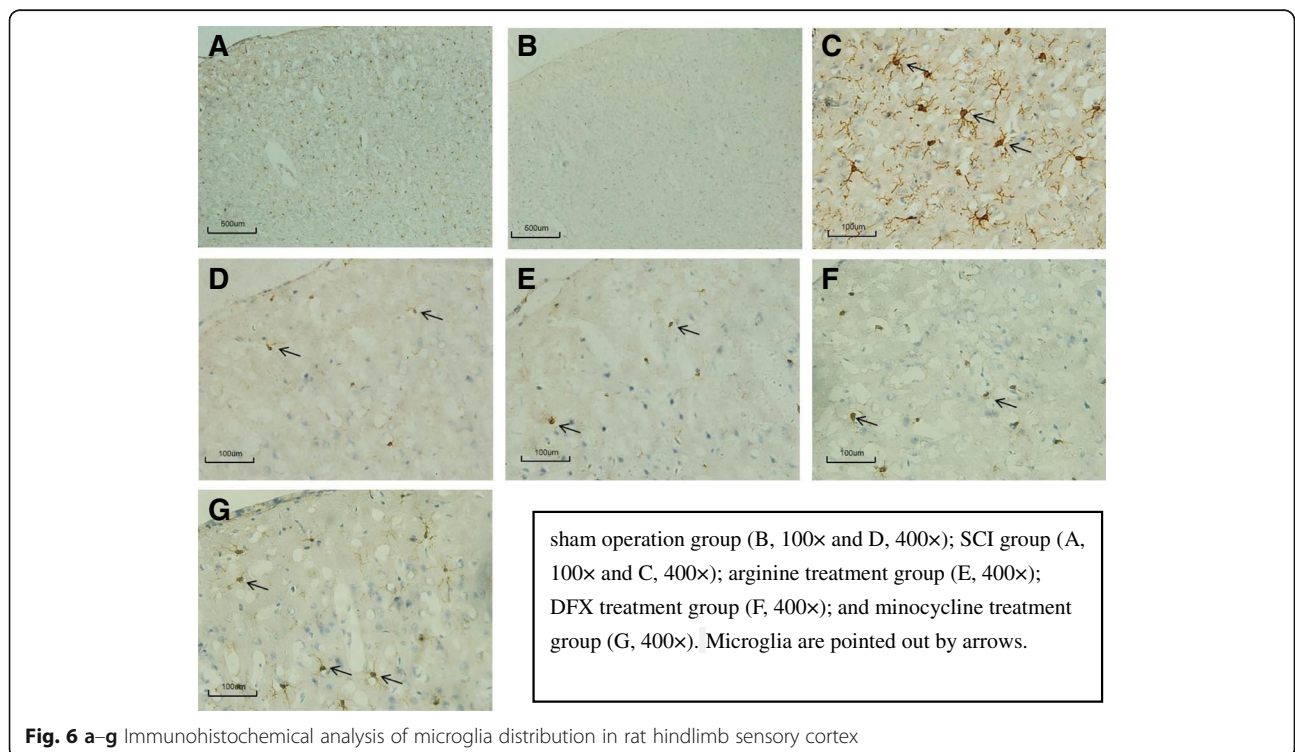 A
B
C
500um
500um
100um
D
E
F
100um
100um
100um
G
100um
sham operation group (B, 100× and D, 400×); SCI group (A,
100× and C, 400×); arginine treatment group (E, 400×);
DFX treatment group (F, 400×); and minocycline treatment
group (G, 400×). Microglia are pointed out by arrows.
Fig. 6 a–g Immunohistochemical analysis of microglia distribution in rat hindlimb sensory cortex